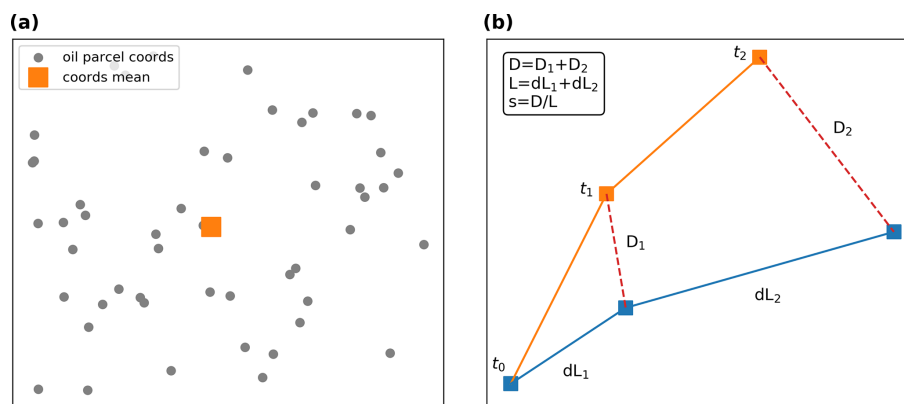 (a)
oil parcel coords
coords mean
(b)
D=D₁+D₂
L=dL₁+dL₂
s=D/L
t₂
D₂
t₁
D₁
dL₂
t₀
dL₁